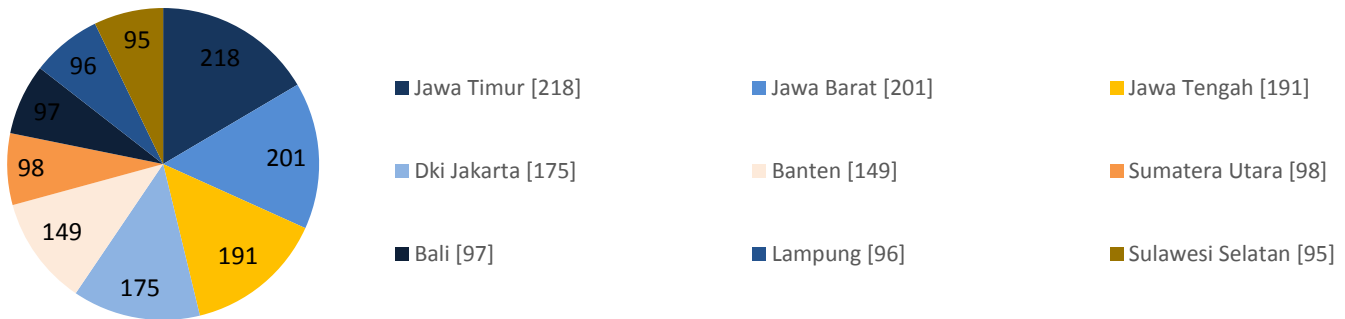 95
218
96
97
201
98
149
191
175
Jawa Timur [218]
Jawa Barat [201]
Jawa Tengah [191]
Dki Jakarta [175]
Banten [149]
Sumatera Utara [98]
Bali [97]
Lampung [96]
Sulawesi Selatan [95]